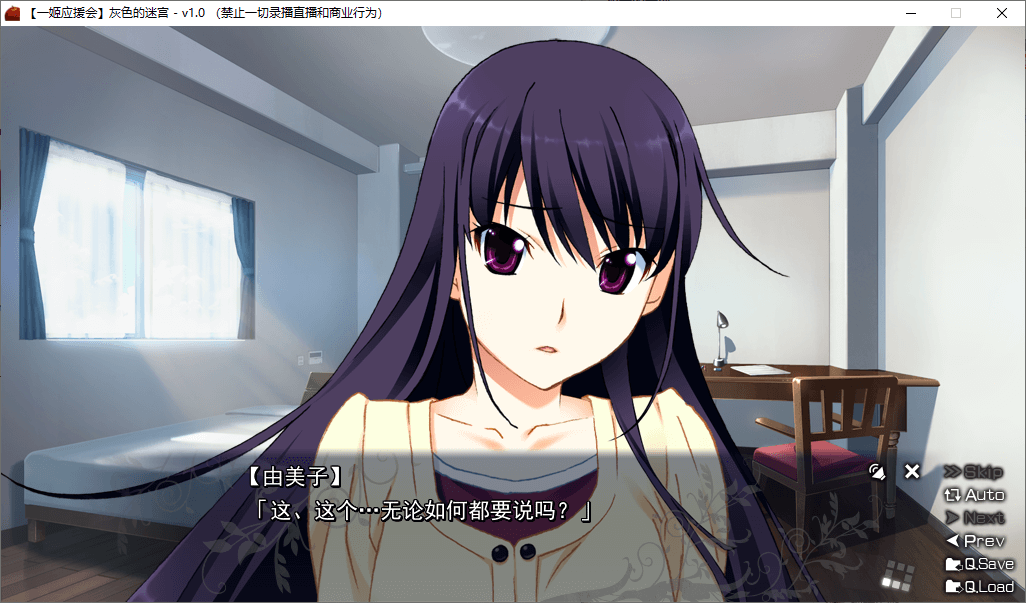 【一姬应援会】灰色的迷宫 - v1.0 （禁止一切录播直播和商业行为）
【由美子】
「这、这个…无论如何都要说吗？」
Skip
Auto
Next
Prev
Q.Save
Q.Load